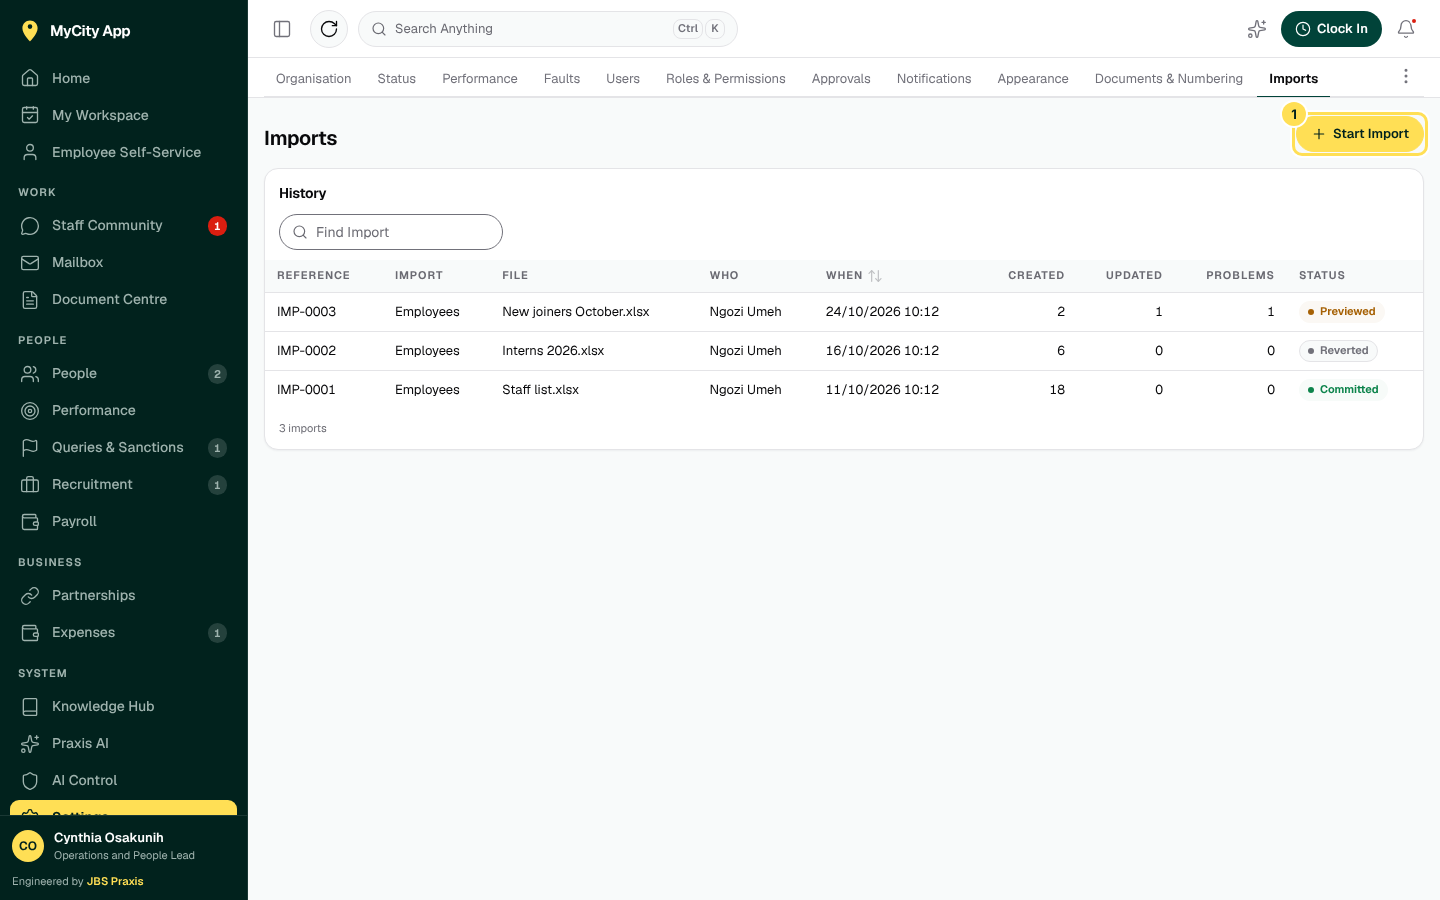 MyCity App
Home
My Workspace
Employee Self-Service
WORK
Staff Community 1
Mailbox
Document Centre
PEOPLE
People 2
Performance
Queries & Sanctions 1
Recruitment 1
Payroll
BUSINESS
Partnerships
Expenses 1
SYSTEM
Knowledge Hub
Praxis AI
AI Control
Settings
CO
Cynthia Osakunih
Operations and People Lead
Engineered by JBS Praxis
Search Anything Ctrl K
Clock In
Organisation Status Performance Faults Users Roles & Permissions Approvals Notifications Appearance Documents & Numbering Imports
Imports
1
Start Import
History
Find Import
REFERENCE IMPORT FILE WHO WHEN CREATED UPDATED PROBLEMS STATUS
IMP-0003 Employees New joiners October.xlsx Ngozi Umeh 24/10/2026 10:12 2 1 1 Previewed
IMP-0002 Employees Interns 2026.xlsx Ngozi Umeh 16/10/2026 10:12 6 0 0 Reverted
IMP-0001 Employees Staff list.xlsx Ngozi Umeh 11/10/2026 10:12 18 0 0 Committed
3 imports